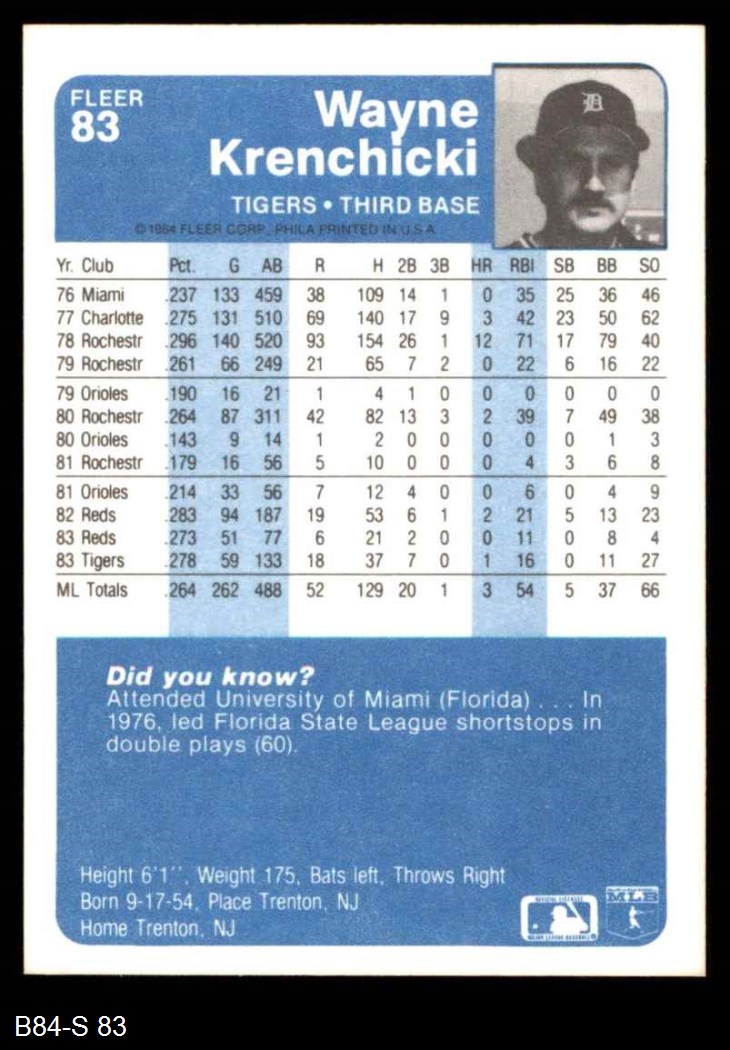 FLEER
83
Wayne
Krenchicki
TIGERS • THIRD BASE
© 1984 FLEER CORP., PHILA PRINTED IN U.S.A.
Yr. Club Pct. G AB R H 2B 3B HR RBI SB BB SO
76 Miami .237 133 459 38 109 14 1 0 35 25 36 46
77 Charlotte .275 131 510 69 140 17 9 3 42 23 50 62
78 Rochestr .296 140 520 93 154 26 1 12 71 17 79 40
79 Rochestr .261 66 249 21 65 7 2 0 22 6 16 22
79 Orioles .190 16 21 1 4 1 0 0 0 0 0 0
80 Rochestr .264 87 311 42 82 13 3 2 39 7 49 38
80 Orioles .143 9 14 1 2 0 0 0 0 0 1 3
81 Rochestr .179 16 56 5 10 0 0 0 4 3 6 8
81 Orioles .214 33 56 7 12 4 0 0 6 0 4 9
82 Reds .283 94 187 19 53 6 1 2 21 5 13 23
83 Reds .273 51 77 6 21 2 0 0 11 0 8 4
83 Tigers .278 59 133 18 37 7 0 1 16 0 11 27
ML Totals .264 262 488 52 129 20 1 3 54 5 37 66
Did you know?
Attended University of Miami (Florida) . . . In
1976, led Florida State League shortstops in
double plays (60).
Height 6'1'', Weight 175, Bats left, Throws Right
Born 9-17-54, Place Trenton, NJ
Home Trenton, NJ
MLB
B84-S 83